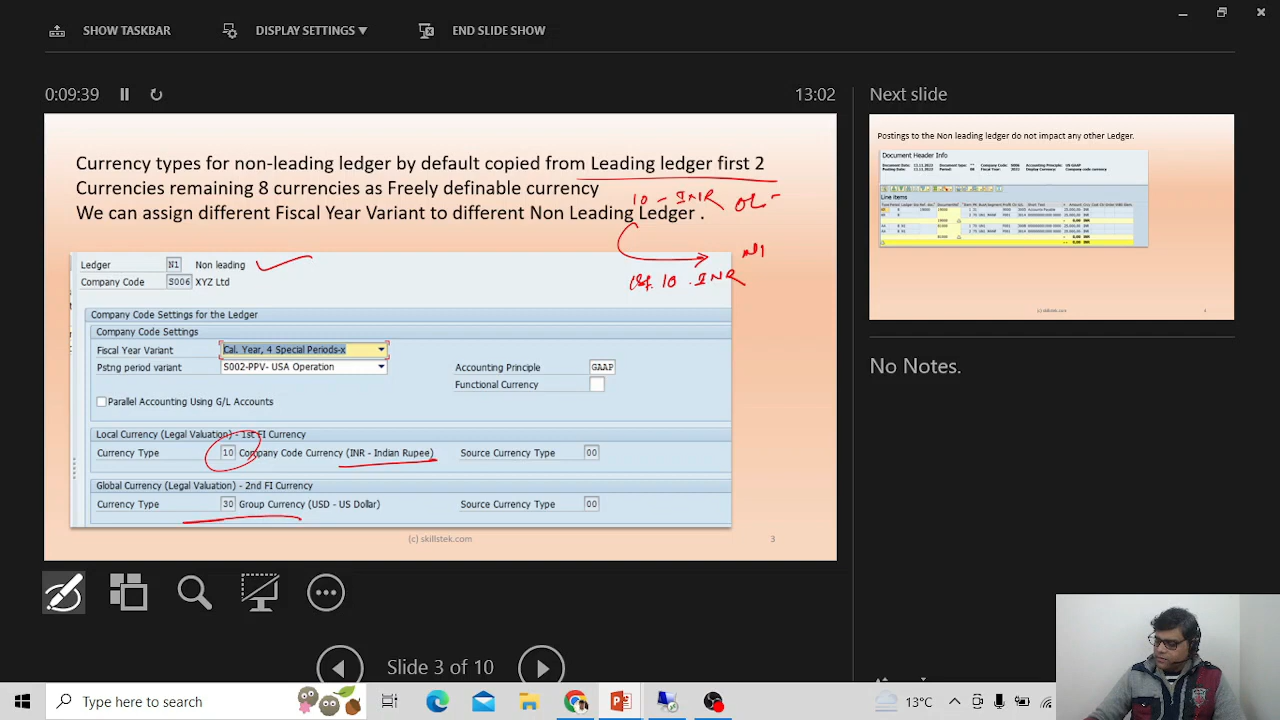 SHOW TASKBAR
DISPLAY SETTINGS
END SLIDE SHOW
0:09:39
13:02
Next slide
Currency types for non-leading ledger by default copied from Leading ledger first 2
Currencies remaining 8 currencies as Freely definable currency
We can assign different Fiscal Year Variant to different Non Leading Ledger .
10 - INR OL -
N1
10 . INR
Ledger N1 Non leading
Company Code S006 XYZ Ltd
Company Code Settings for the Ledger
Company Code Settings
Fiscal Year Variant Cal. Year, 4 Special Periods-x
Pstng period variant S002-PPV- USA Operation Accounting Principle GAAP
Functional Currency
Parallel Accounting Using G/L Accounts
Local Currency (Legal Valuation) - 1st FI Currency
Currency Type 10 Company Code Currency (INR - Indian Rupee) Source Currency Type 00
Global Currency (Legal Valuation) - 2nd FI Currency
Currency Type 30 Group Currency (USD - US Dollar) Source Currency Type 00
(c) skillstek.com 3
Postings to the Non leading ledger do not impact any other Ledger.
Document Header Info
Line items
(c) skillstek.com
No Notes.
Slide 3 of 10
Type here to search
13°C